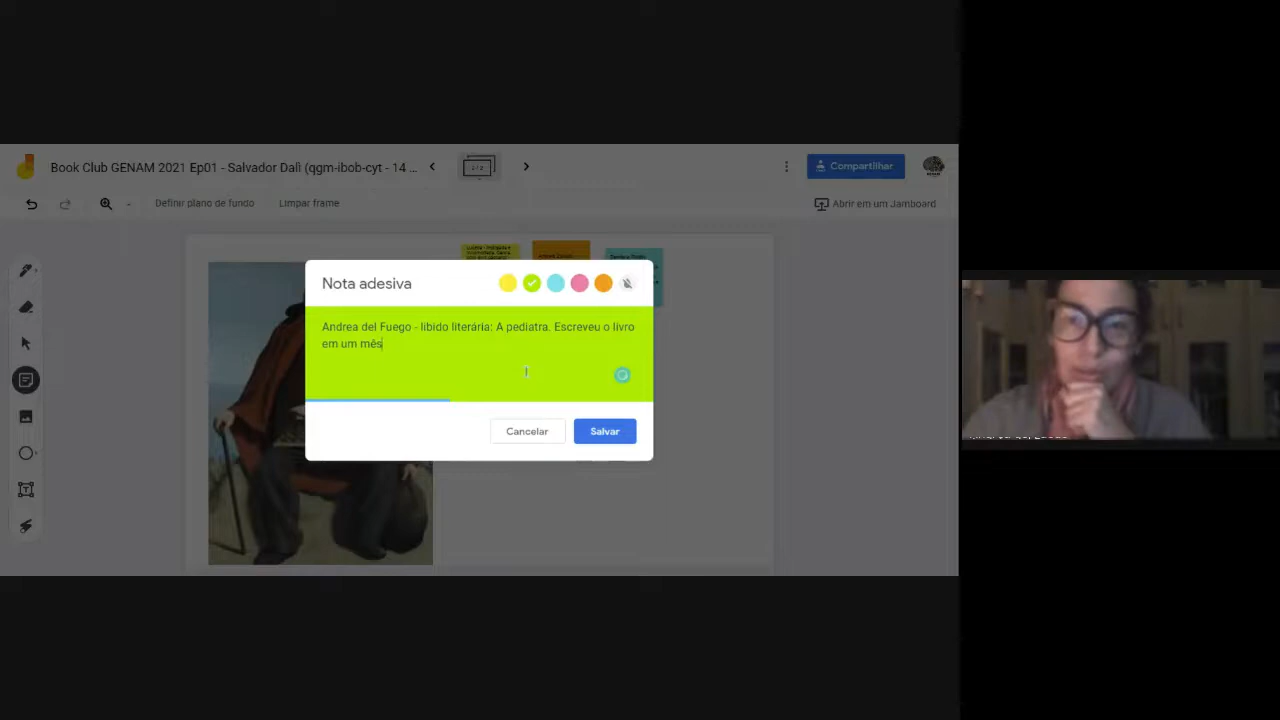 Book Club GENAM 2021 Ep01 - Salvador Dalì (qgm-ibob-cyt - 14 ...
Compartilhar
Definir plano de fundo
Limpar frame
Abrir em um Jamboard
Nota adesiva
Andrea del Fuego - libido literária: A pediatra. Escreveu o livro
em um mês
Cancelar
Salvar